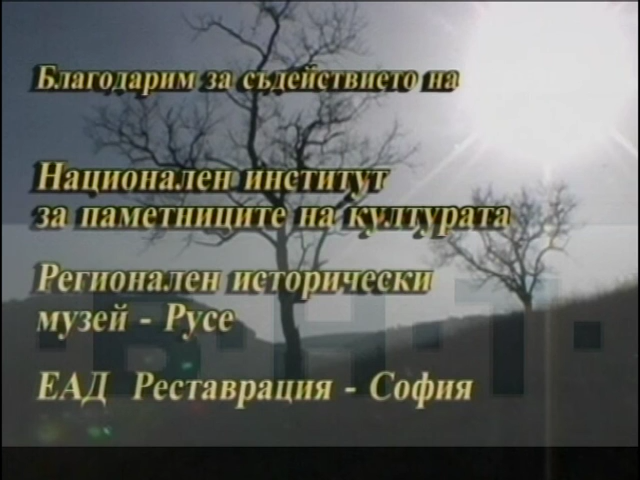 Благодарим за съдействието на
Национален институт
за паметниците на културата
Регионален исторически
музей - Русе
ЕАД Реставрация - София
·Б·Н·Т·